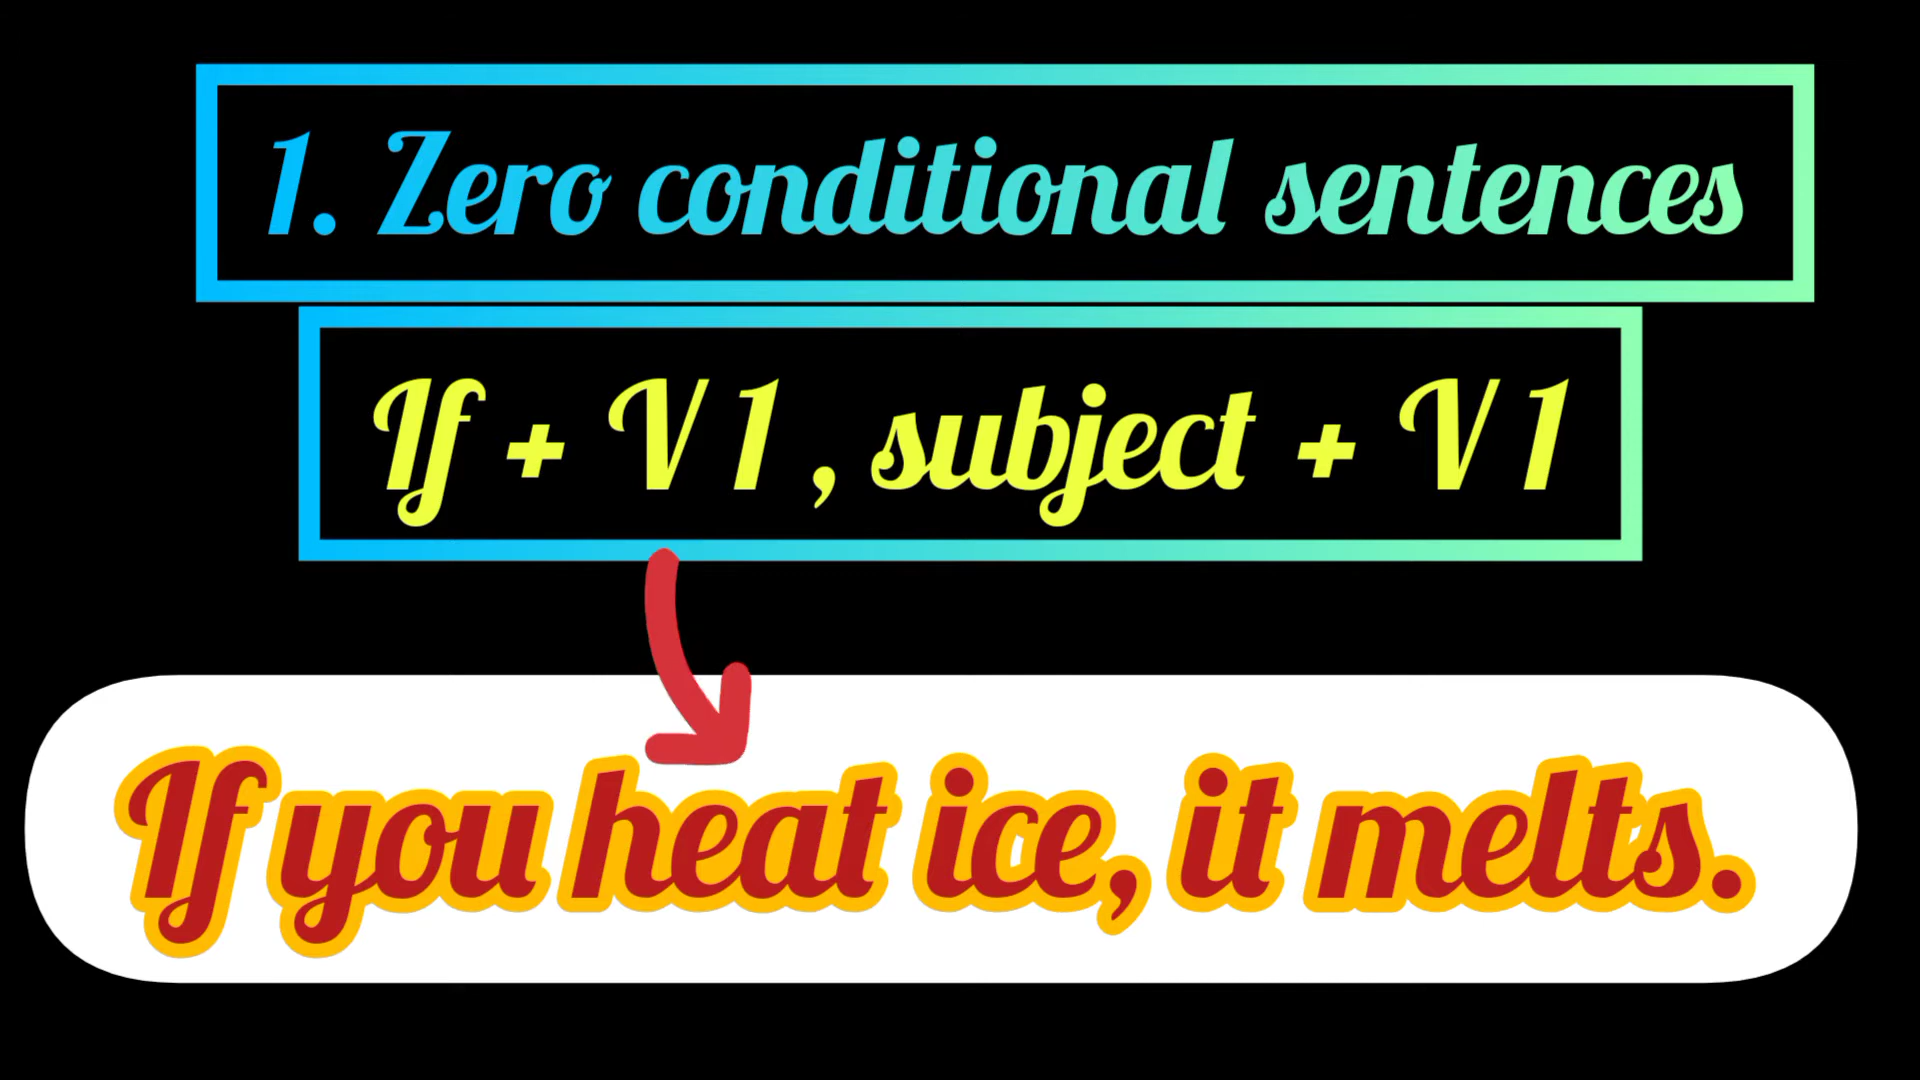 1. Zero conditional sentences
If + V 1 , subject + V 1
If you heat ice, it melts.